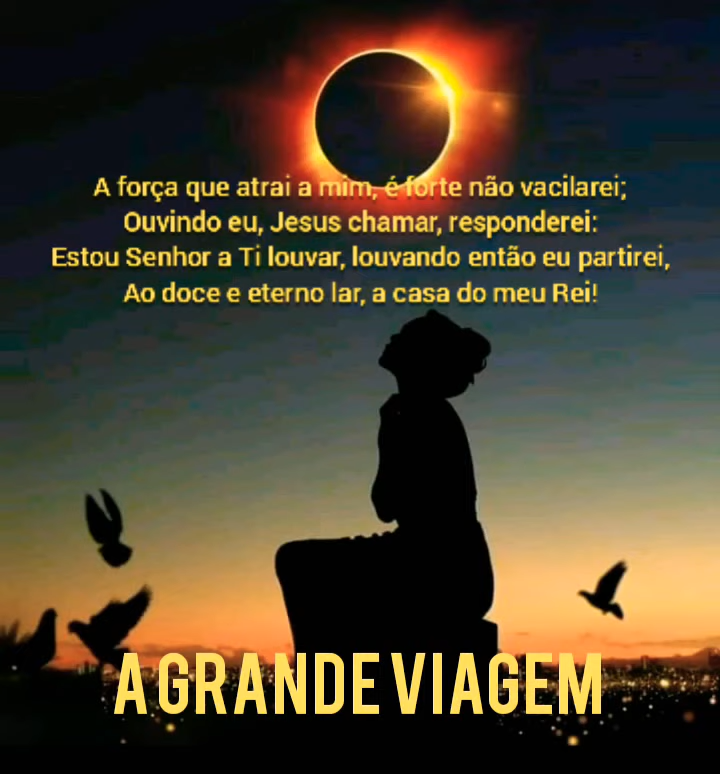 A força que atrai a mim, é forte não vacilarei;
Ouvindo eu, Jesus chamar, responderei:
Estou Senhor a Ti louvar, louvando então eu partirei,
Ao doce e eterno lar, a casa do meu Rei!
A GRANDE VIAGEM